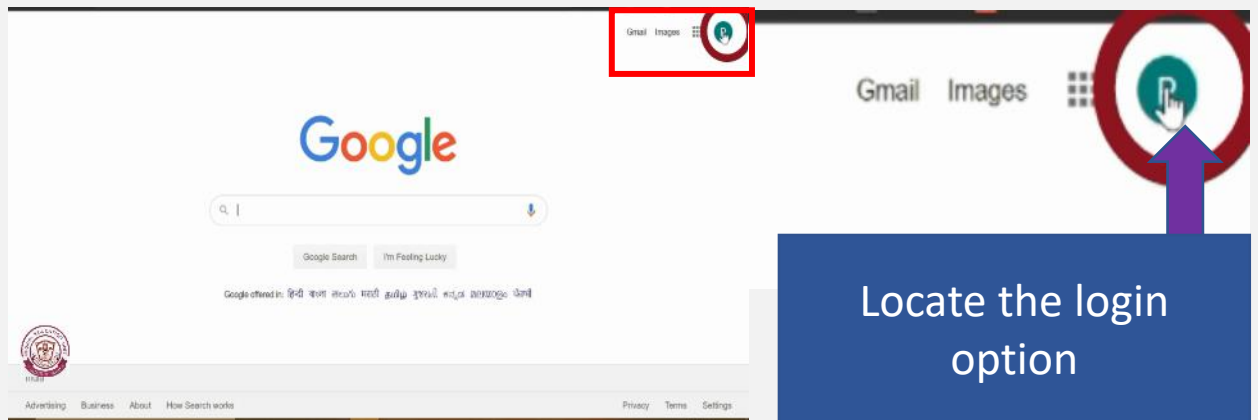 Gmail Images
P
Google
Google Search I'm Feeling Lucky
Google offered in: हिन्दी বাংলা తెలుగు मराठी தமிழ் ગુજરાતી ಕನ್ನಡ മലയാളം ਪੰਜਾਬੀ
Advertising Business About How Search works
Privacy Terms Settings
Gmail Images
P
Locate the login
option